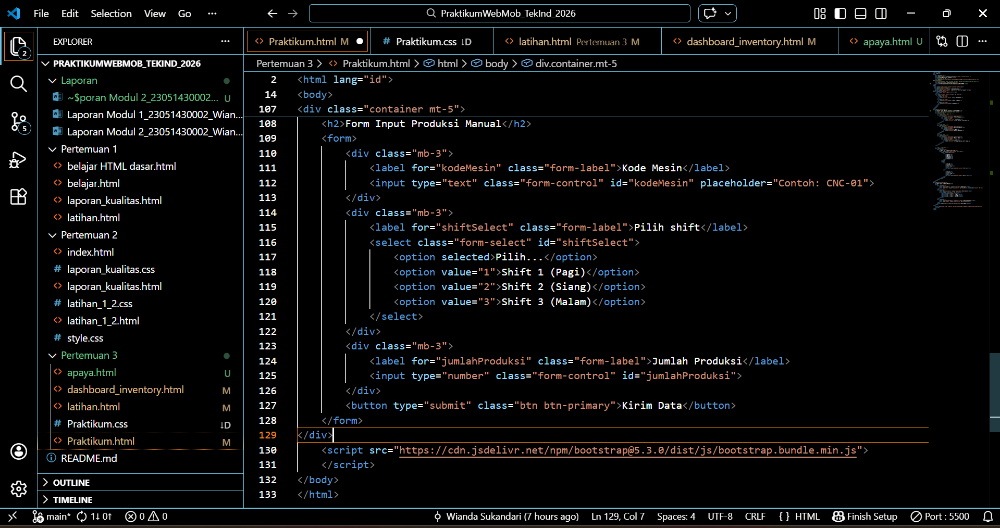 File Edit Selection View Go ··· PraktikumWebMob_TekInd_2026
EXPLORER ···
Praktikum.html M Praktikum.css ↓D latihan.html Pertemuan 3 M dashboard_inventory.html M apaya.html U ···
Pertemuan 3 > Praktikum.html > html > body > div.container.mt-5
2
5
PRAKTIKUMWEBMOB_TEKIND_2026
Laporan
~$poran Modul 2_23051430002... U
Laporan Modul 1_23051430002_Wian...
Laporan Modul 2_23051430002_Wian...
Pertemuan 1
belajar HTML dasar.html
belajar.html
laporan_kualitas.html
latihan.html
Pertemuan 2
index.html
laporan_kualitas.css
laporan_kualitas.html
latihan_1_2.css
latihan_1_2.html
style.css
Pertemuan 3
apaya.html U
dashboard_inventory.html M
latihan.html M
Praktikum.css ↓D
Praktikum.html M
README.md
OUTLINE
TIMELINE
2 <html lang="id">
14 <body>
107 <div class="container mt-5">
108 <h2>Form Input Produksi Manual</h2>
109 <form>
110 <div class="mb-3">
111 <label for="kodeMesin" class="form-label">Kode Mesin</label>
112 <input type="text" class="form-control" id="kodeMesin" placeholder="Contoh: CNC-01">
113 </div>
114 <div class="mb-3">
115 <label for="shiftSelect" class="form-label">Pilih shift</label>
116 <select class="form-select" id="shiftSelect">
117 <option selected>Pilih...</option>
118 <option value="1">Shift 1 (Pagi)</option>
119 <option value="2">Shift 2 (Siang)</option>
120 <option value="3">Shift 3 (Malam)</option>
121 </select>
122 </div>
123 <div class="mb-3">
124 <label for="jumlahProduksi" class="form-label">Jumlah Produksi</label>
125 <input type="number" class="form-control" id="jumlahProduksi">
126 </div>
127 <button type="submit" class="btn btn-primary">Kirim Data</button>
128 </form>
129 </div>
130 <script src="https://cdn.jsdelivr.net/npm/bootstrap@5.3.0/dist/js/bootstrap.bundle.min.js">
131 </script>
132 </body>
133 </html>
main* 1↓ 0↑ 0 0 Wianda Sukandari (7 hours ago) Ln 129, Col 7 Spaces: 4 UTF-8 CRLF {} HTML Finish Setup Port : 5500